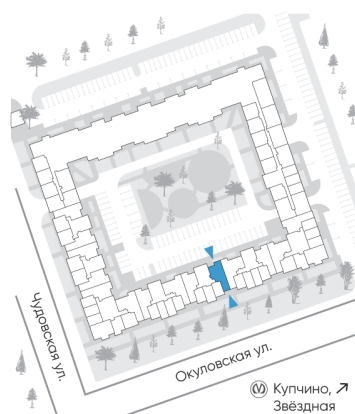 Чудовская ул.
Окуловская ул.
М Купчино, ↗
Звёздная